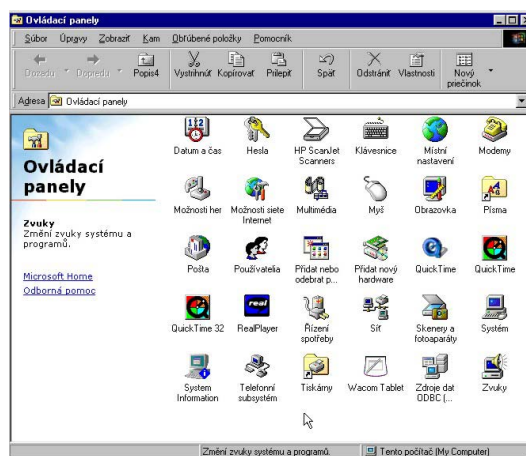 Ovládací panely
Súbor Úpravy Zobraziť Kam Obľúbené položky Pomocník
Dozadu Dopredu Popis4 Vystrihnúť Kopírovať Prilepiť Späť Odstrániť Vlastnosti Nový priečinok
Adresa Ovládací panely
Ovládací
panely
Zvuky
Změní zvuky systému a
programů.
Microsoft Home
Odborná pomoc
Datum a čas
Hesla
HP ScanJet
Scanners
Klávesnice
Místní
nastavení
Modemy
Možnosti her
Možnosti siete
Internet
Multimédia
Myš
Obrazovka
Písma
Pošta
Používatelia
Přidat nebo
odebrat p...
Přidat nový
hardware
QuickTime
QuickTime
QuickTime 32
real
RealPlayer
Řízení
spotřeby
Síť
Skenery a
fotoaparáty
Systém
System
Information
Telefonní
subsystém
Tiskárny
Wacom Tablet
Zdroje dat
ODBC (...
Zvuky
Změní zvuky systému a programů. Tento počítač (My Computer)